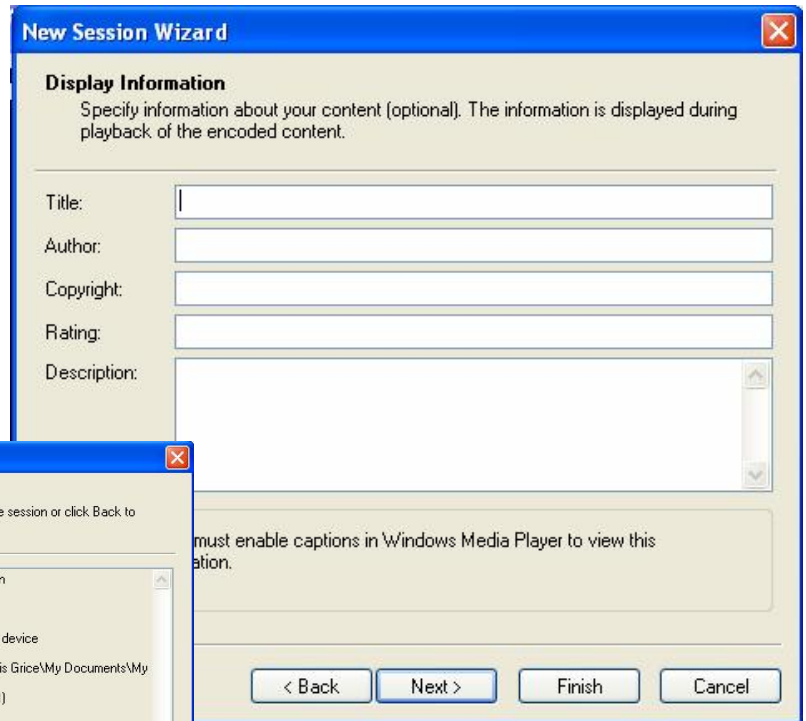 New Session Wizard
Display Information
Specify information about your content (optional). The information is displayed during
playback of the encoded content.
Title:
Author:
Copyright:
Rating:
Description:
must enable captions in Windows Media Player to view this
< Back Next > Finish Cancel
session or click Back to
device
Grice\My Documents\My